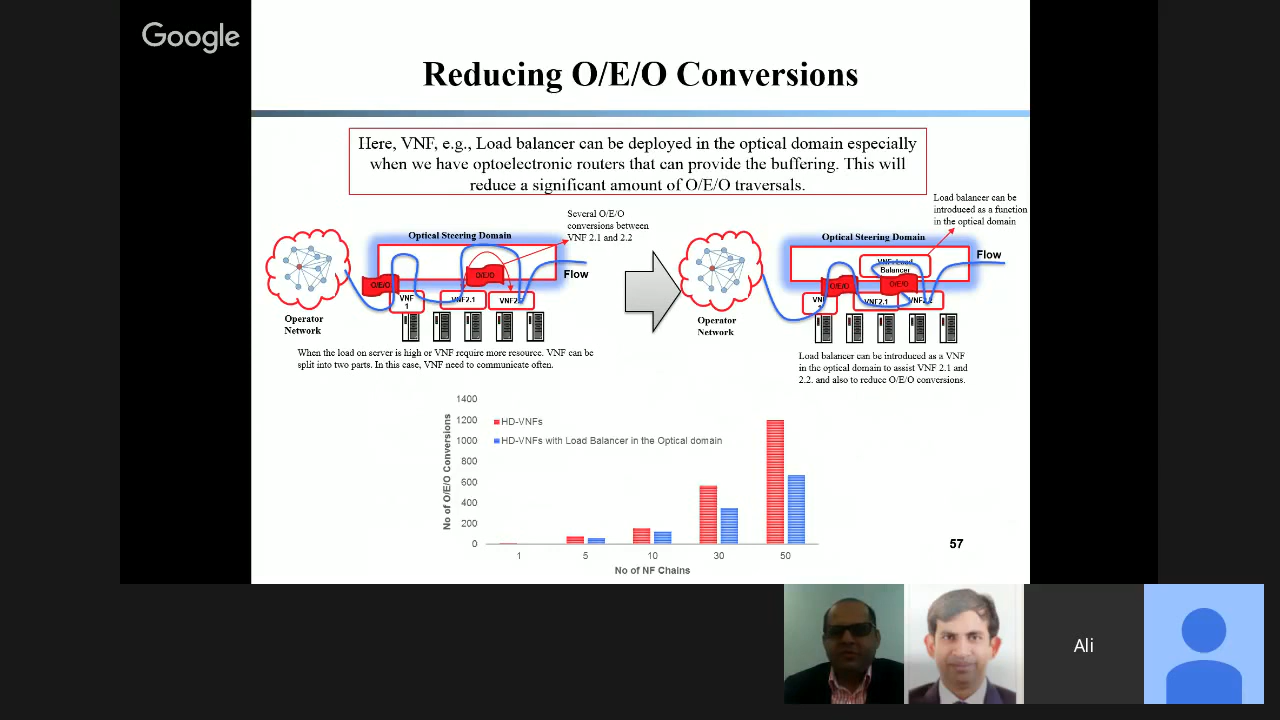 Google
Reducing O/E/O Conversions
Here, VNF, e.g., Load balancer can be deployed in the optical domain especially
when we have optoelectronic routers that can provide the buffering. This will
reduce a significant amount of O/E/O traversals.
Several O/E/O
conversions between
VNF 2.1 and 2.2
Optical Steering Domain
O/E/O
O/E/O
Flow
VNF
1
VNF2.1
Operator
Network
When the load on server is high or VNF require more resource. VNF can be
split into two parts. In this case, VNF need to communicate often.
Load balancer can be
introduced as a function
in the optical domain
Optical Steering Domain
Flow
Balancer
O/E/O
O/E/O
VNF2.1
Operator
Network
Load balancer can be introduced as a VNF
in the optical domain to assist VNF 2.1 and
2.2. and also to reduce O/E/O conversions.
No of O/E/O Conversions
1400
1200
1000
800
600
400
200
0
HD-VNFs
HD-VNFs with Load Balancer in the Optical domain
1 5 10 30 50
No of NF Chains
57
Ali